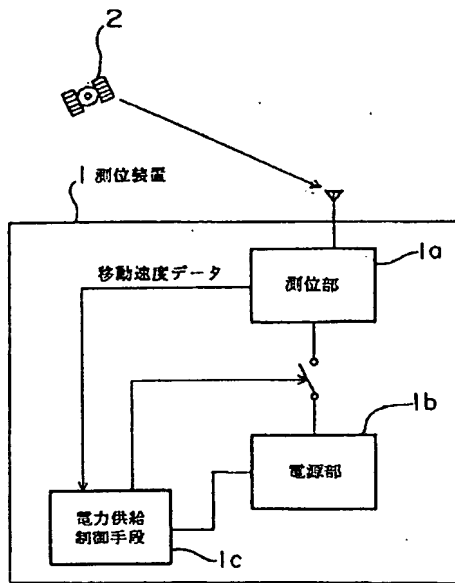 2
1 測位装置
1a
測位部
移動速度データ
1b
電源部
電力供給
制御手段
1c